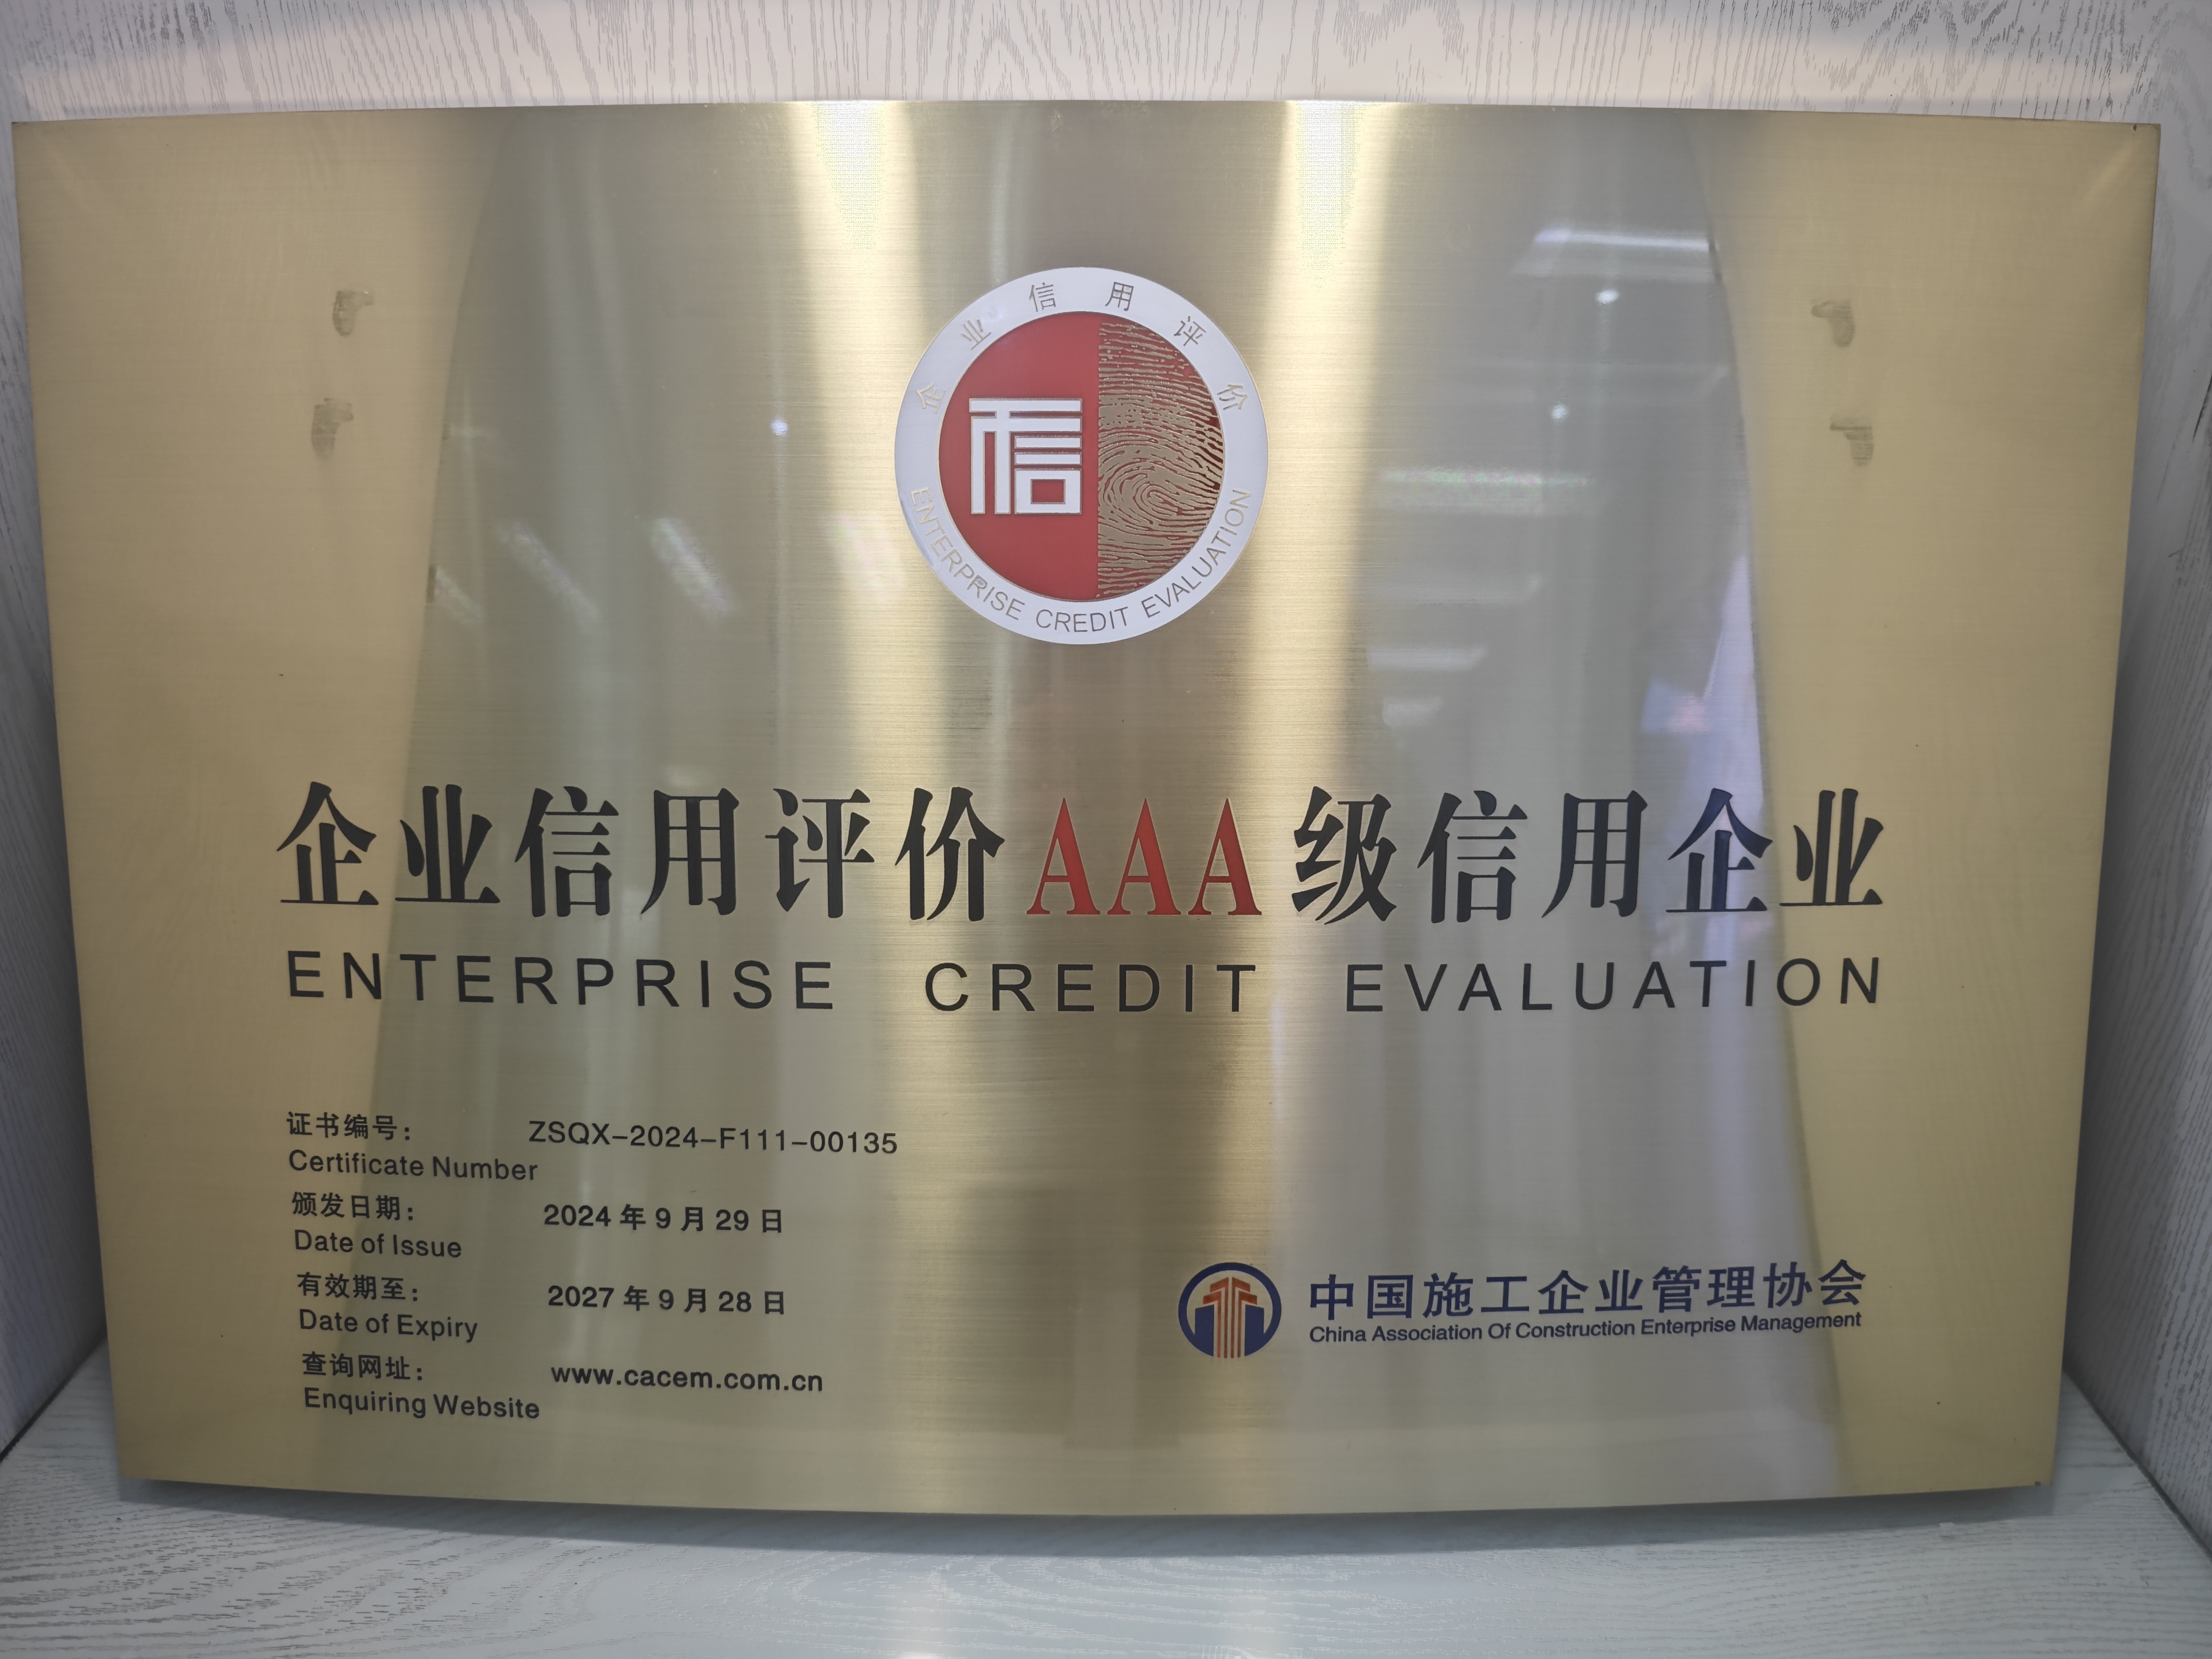 企业信用评价
信
ENTERPRISE CREDIT EVALUATION
企业信用评价AAA级信用企业
ENTERPRISE CREDIT EVALUATION
证书编号： ZSQX-2024-F111-00135
Certificate Number
颁发日期： 2024年9月29日
Date of Issue
有效期至： 2027年9月28日
Date of Expiry
查询网址： www.cacem.com.cn
Enquiring Website
中国施工企业管理协会
China Association Of Construction Enterprise Management